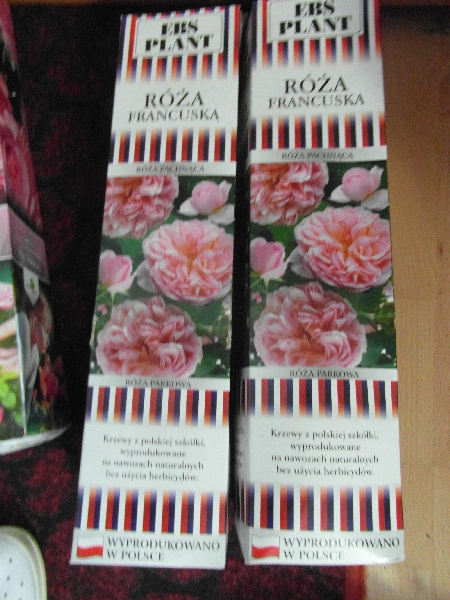 EBS
PLANT
RÓŻA
FRANCUSKA
RÓŻA PACHNĄCA
RÓŻA PARKOWA
Krzewy z polskiej szkółki,
wyprodukowane
na nawozach naturalnych
bez użycia herbicydów.
WYPRODUKOWANO
W POLSCE
EBS
PLANT
RÓŻA
FRANCUSKA
RÓŻA PACHNĄCA
RÓŻA PARKOWA
Krzewy z polskiej szkółki,
wyprodukowane
na nawozach naturalnych
bez użycia herbicydów.
WYPRODUKOWANO
W POLSCE